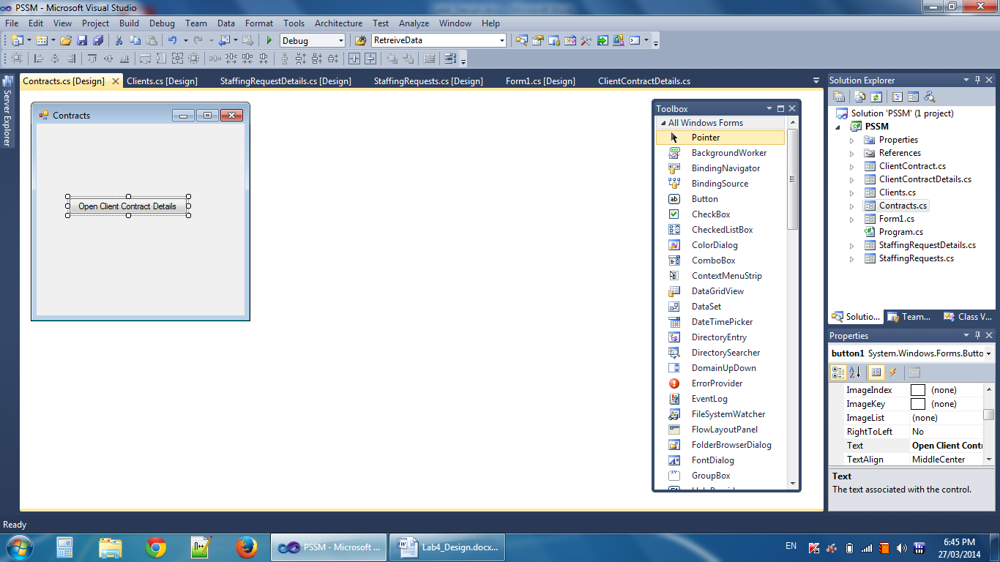 PSSM - Microsoft Visual Studio
File Edit View Project Build Debug Team Data Format Tools Architecture Test Analyze Window Help
Debug RetreiveData
Contracts.cs [Design] Clients.cs [Design] StaffingRequestDetails.cs [Design] StaffingRequests.cs [Design] Form1.cs [Design] ClientContractDetails.cs
Server Explorer
Contracts
Open Client Contract Details
Toolbox
All Windows Forms
Pointer
BackgroundWorker
BindingNavigator
BindingSource
ab Button
CheckBox
CheckedListBox
ColorDialog
ComboBox
ContextMenuStrip
DataGridView
DataSet
DateTimePicker
DirectoryEntry
DirectorySearcher
DomainUpDown
ErrorProvider
EventLog
FileSystemWatcher
FlowLayoutPanel
FolderBrowserDialog
FontDialog
GroupBox
Solution Explorer
Solution 'PSSM' (1 project)
PSSM
Properties
References
ClientContract.cs
ClientContractDetails.cs
Clients.cs
Contracts.cs
Form1.cs
Program.cs
StaffingRequestDetails.cs
StaffingRequests.cs
Solutio... Team... Class V...
Properties
button1 System.Windows.Forms.Butto
ImageIndex (none)
ImageKey (none)
ImageList (none)
RightToLeft No
Text Open Client Contr
TextAlign MiddleCenter
Text
The text associated with the control.
Ready
PSSM - Microsoft ... Lab4_Design.docx... EN 6:45 PM
27/03/2014